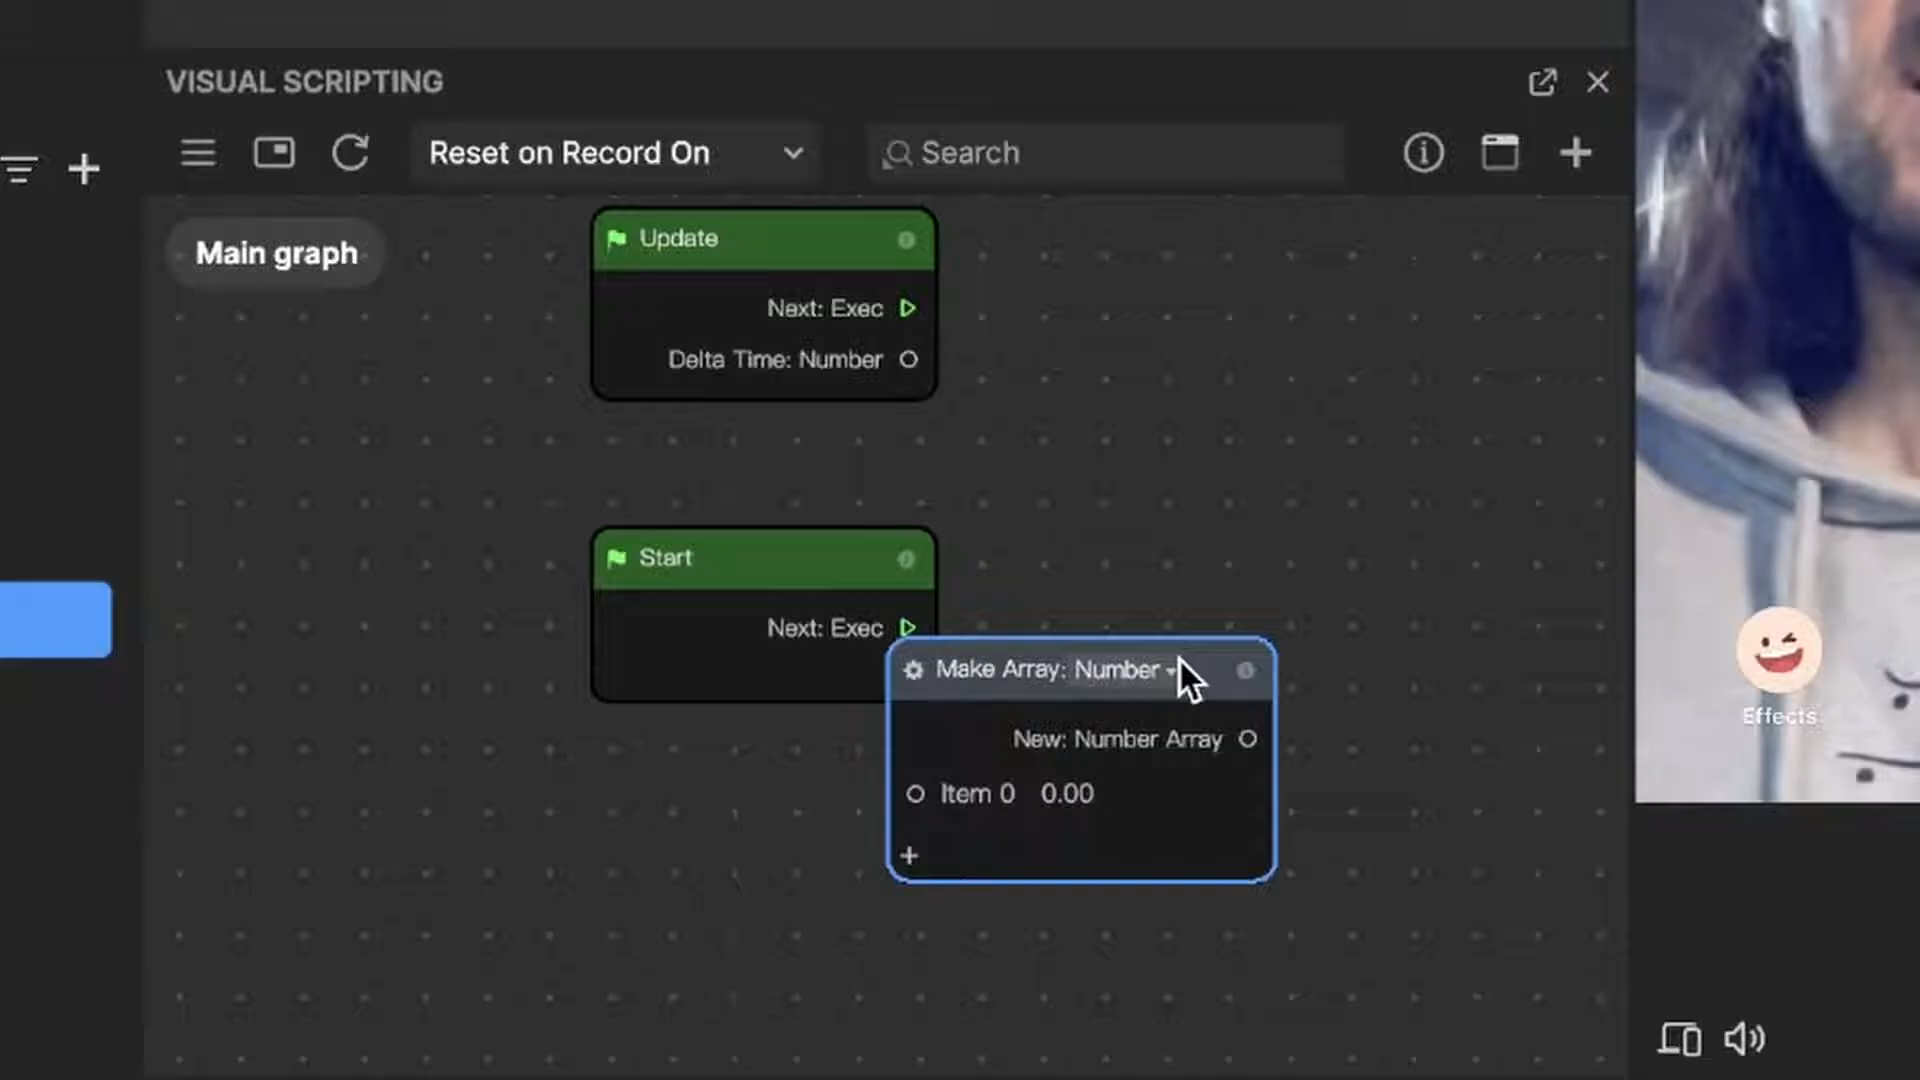 VISUAL SCRIPTING
Reset on Record On
Search
Main graph
Update
Next: Exec
Delta Time: Number
Start
Next: Exec
Make Array: Number
New: Number Array
Item 0 0.00
Effects